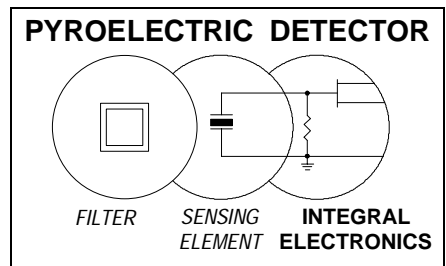 PYROELECTRIC DETECTOR
FILTER
SENSING
ELEMENT
INTEGRAL
ELECTRONICS